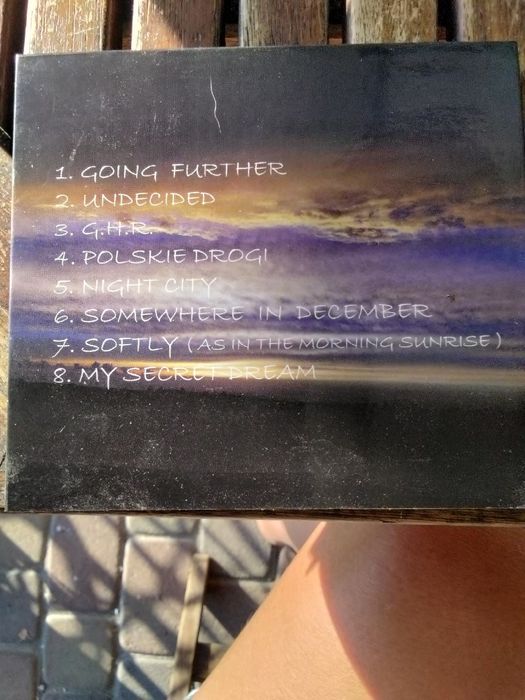 1. GOING FURTHER
2. UNDECIDED
3. G.H.R.
4. POLSKIE DROGI
5. NIGHT CITY
6. SOMEWHERE IN DECEMBER
7. SOFTLY (AS IN THE MORNING SUNRISE)
8. MY SECRET DREAM